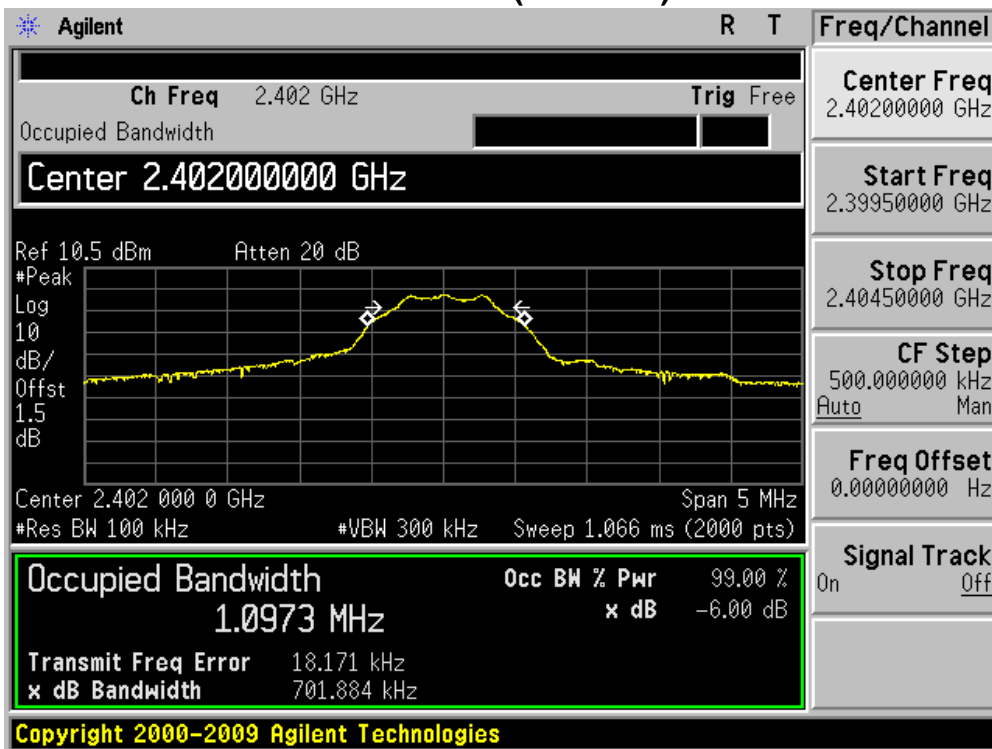 Agilent R T
Freq/Channel
Ch Freq 2.402 GHz Trig Free
Occupied Bandwidth
Center 2.402000000 GHz
Ref 10.5 dBm Atten 20 dB
#Peak
Log
10
dB/
Offst
1.5
dB
Center 2.402 000 0 GHz Span 5 MHz
#Res BW 100 kHz #VBW 300 kHz Sweep 1.066 ms (2000 pts)
Occupied Bandwidth Occ BW % Pwr 99.00 %
1.0973 MHz x dB -6.00 dB
Transmit Freq Error 18.171 kHz
x dB Bandwidth 701.884 kHz
Center Freq
2.40200000 GHz
Start Freq
2.39950000 GHz
Stop Freq
2.40450000 GHz
CF Step
500.000000 kHz
Auto Man
Freq Offset
0.00000000 Hz
Signal Track
On Off
Copyright 2000-2009 Agilent Technologies